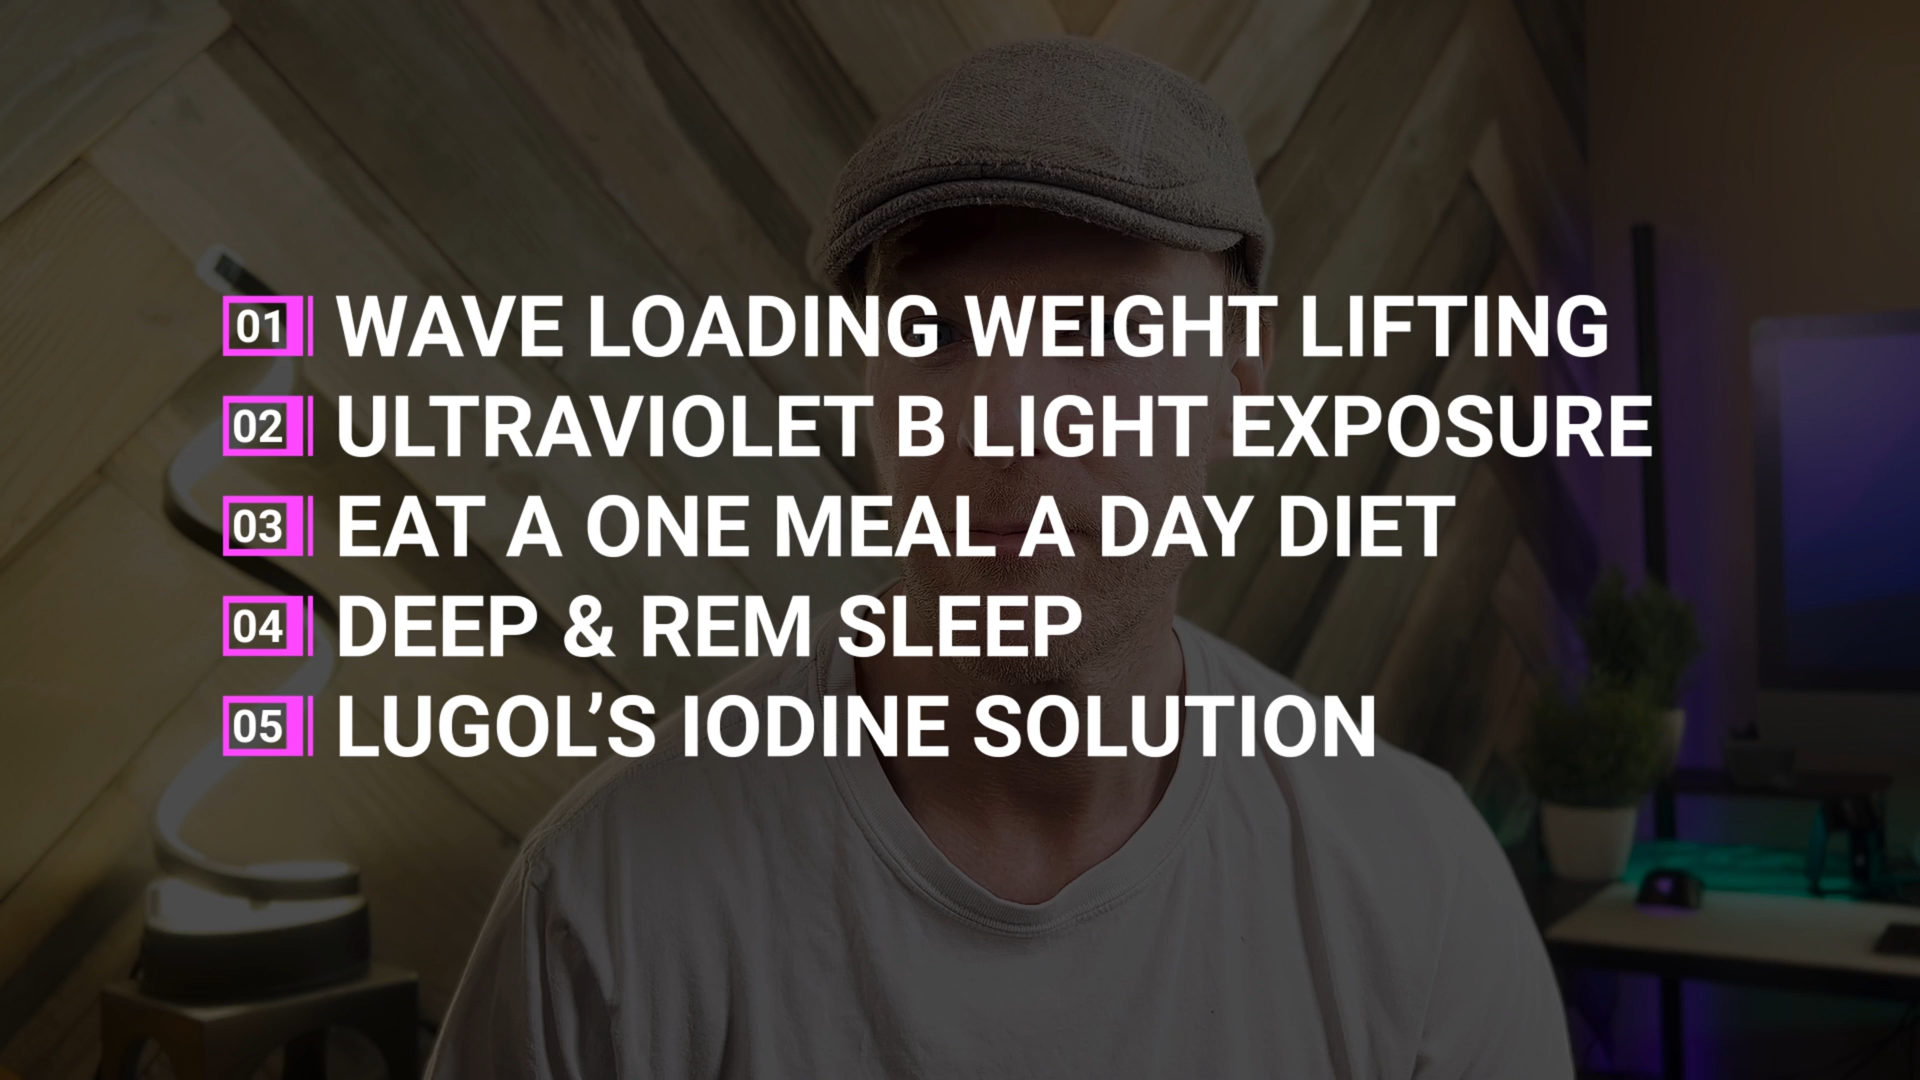 01 WAVE LOADING WEIGHT LIFTING
02 ULTRAVIOLET B LIGHT EXPOSURE
03 EAT A ONE MEAL A DAY DIET
04 DEEP & REM SLEEP
05 LUGOL’S IODINE SOLUTION